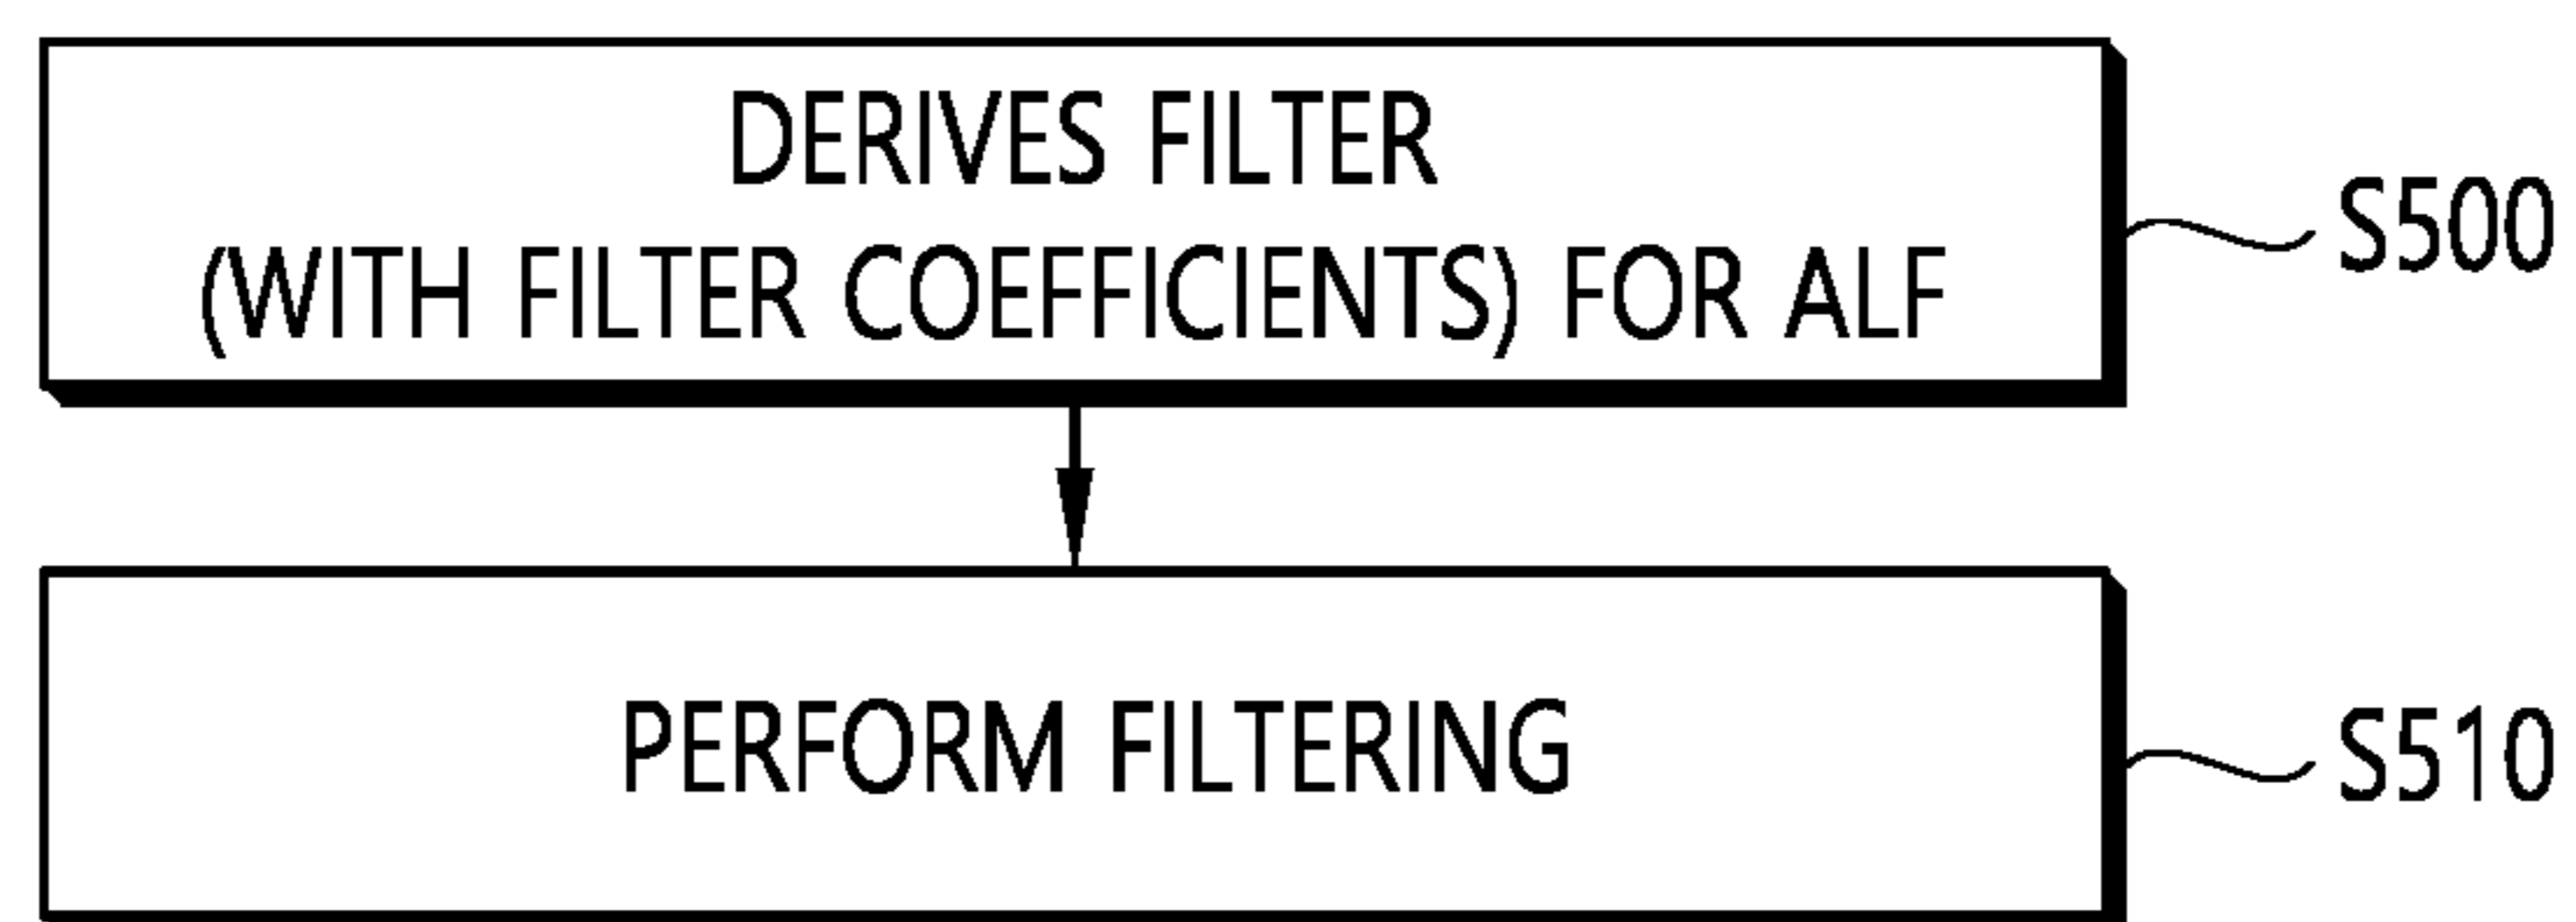 DERIVES FILTER
(WITH FILTER COEFFICIENTS) FOR ALF
S500
PERFORM FILTERING
S510